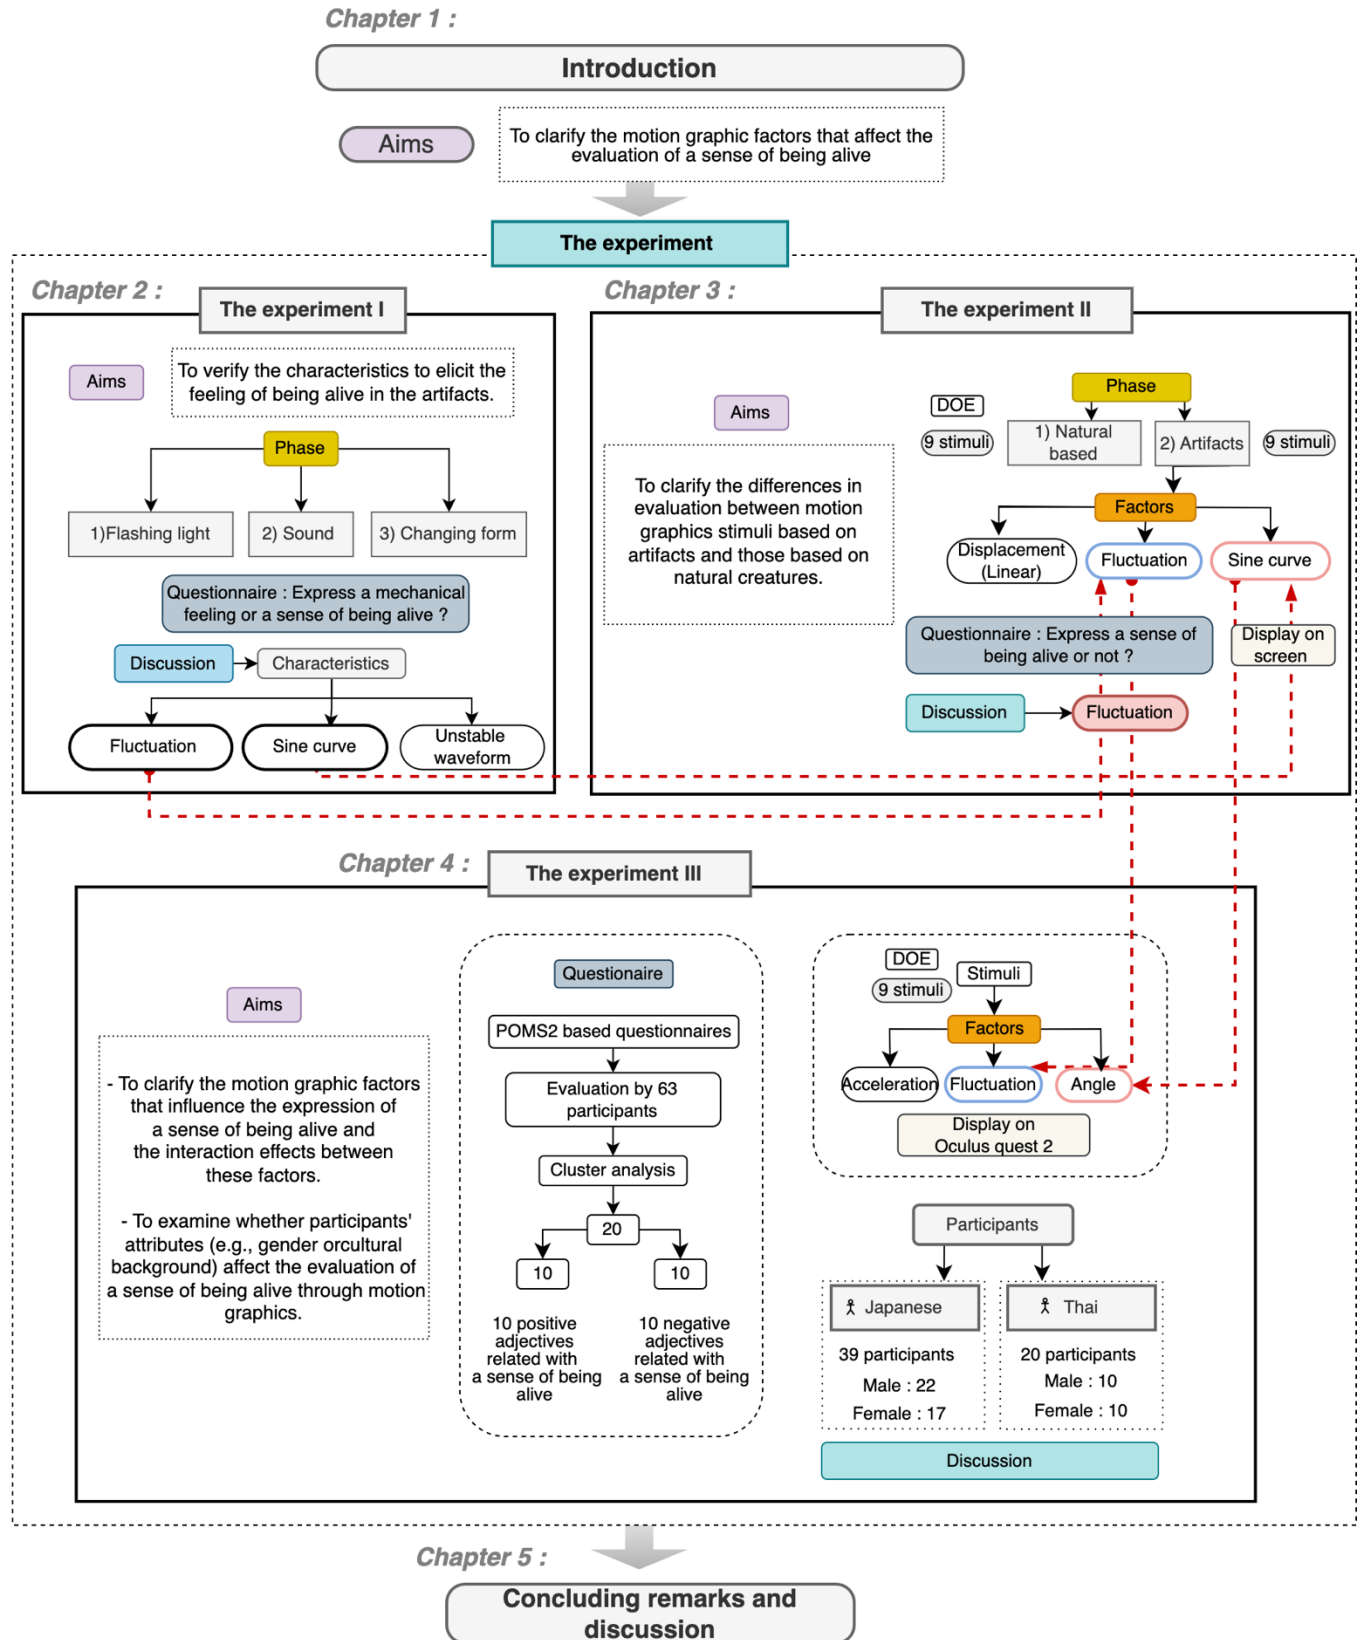 Chapter 1 :
Introduction
Aims
To clarify the motion graphic factors that affect the
evaluation of a sense of being alive
The experiment
Chapter 2 :
The experiment I
Aims
To verify the characteristics to elicit the
feeling of being alive in the artifacts.
Phase
1)Flashing light
2) Sound
3) Changing form
Questionnaire : Express a mechanical
feeling or a sense of being alive ?
Discussion
Characteristics
Fluctuation
Sine curve
Unstable
waveform
Chapter 3 :
The experiment II
Aims
To clarify the differences in
evaluation between motion
graphics stimuli based on
artifacts and those based on
natural creatures.
Phase
DOE
9 stimuli
1) Natural
based
2) Artifacts
9 stimuli
Factors
Displacement
(Linear)
Fluctuation
Sine curve
Questionnaire : Express a sense of
being alive or not ?
Display on
screen
Discussion
Fluctuation
Chapter 4 :
The experiment III
Aims
- To clarify the motion graphic factors
that influence the expression of
a sense of being alive and
the interaction effects between
these factors.
- To examine whether participants'
attributes (e.g., gender orcultural
background) affect the evaluation of
a sense of being alive through motion
graphics.
Questionaire
POMS2 based questionnaires
Evaluation by 63
participants
Cluster analysis
20
10
10
10 positive
adjectives
related with
a sense of being
alive
10 negative
adjectives
related with
a sense of being
alive
DOE
9 stimuli
Stimuli
Factors
Acceleration
Fluctuation
Angle
Display on
Oculus quest 2
Participants
Japanese
39 participants
Male : 22
Female : 17
Thai
20 participants
Male : 10
Female : 10
Discussion
Chapter 5 :
Concluding remarks and
discussion